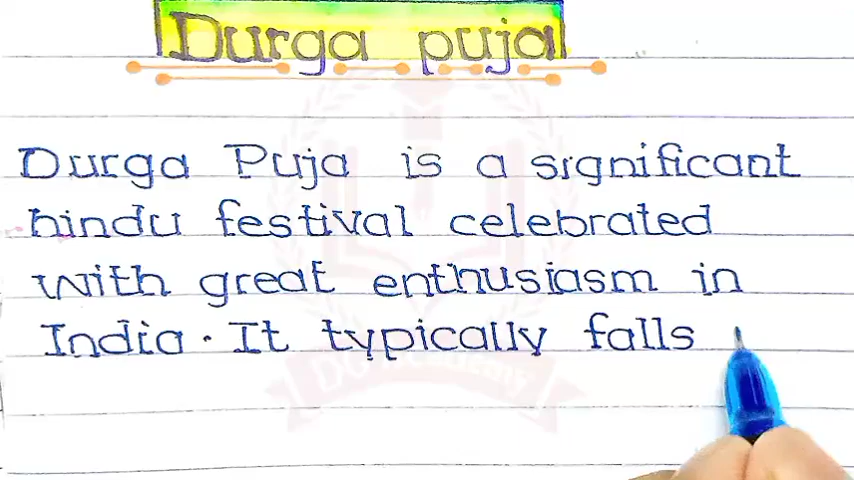 Durga puja
Durga Puja is a significant
hindu festival celebrated
with great enthusiasm in
India. It typically falls